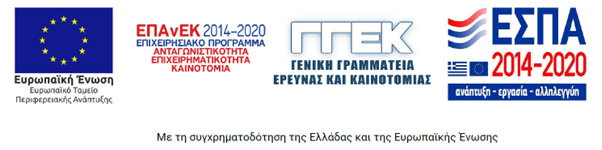 Ευρωπαϊκή Ένωση
Ευρωπαϊκό Ταμείο
Περιφερειακής Ανάπτυξης
ΕΠΑνΕΚ 2014-2020
ΕΠΙΧΕΙΡΗΣΙΑΚΟ ΠΡΟΓΡΑΜΜΑ
ΑΝΤΑΓΩΝΙΣΤΙΚΟΤΗΤΑ
ΕΠΙΧΕΙΡΗΜΑΤΙΚΟΤΗΤΑ
ΚΑΙΝΟΤΟΜΙΑ
ΓΓΕΚ
ΓΕΝΙΚΗ ΓΡΑΜΜΑΤΕΙΑ
ΕΡΕΥΝΑΣ ΚΑΙ ΚΑΙΝΟΤΟΜΙΑΣ
ΕΣΠΑ
2014-2020
ανάπτυξη - εργασία - αλληλεγγύη
Με τη συγχρηματοδότηση της Ελλάδας και της Ευρωπαϊκής Ένωσης